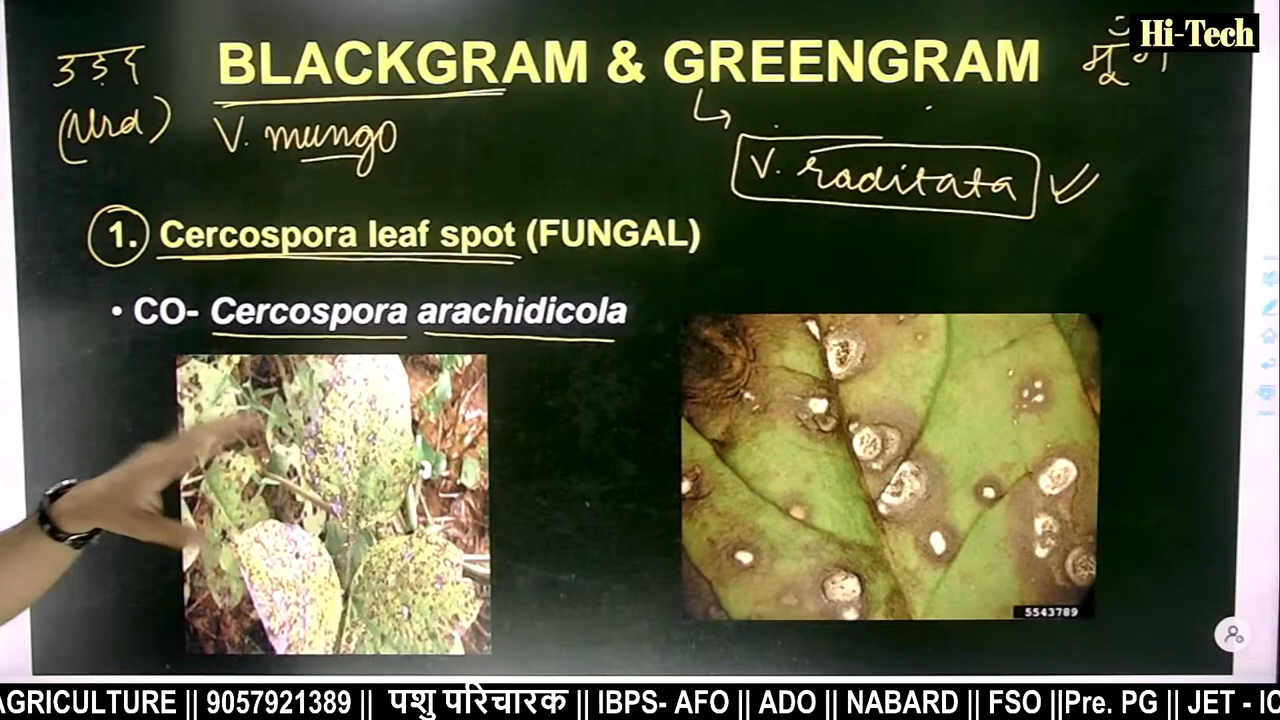 Hi-Tech
उड़द
BLACKGRAM & GREENGRAM
(Urd)
V. mungo
V. raditata
1. Cercospora leaf spot (FUNGAL)
• CO- Cercospora arachidicola
5543789
AGRICULTURE || 9057921389 || पशु परिचारक || IBPS- AFO || ADO || NABARD || FSO ||Pre. PG || JET -